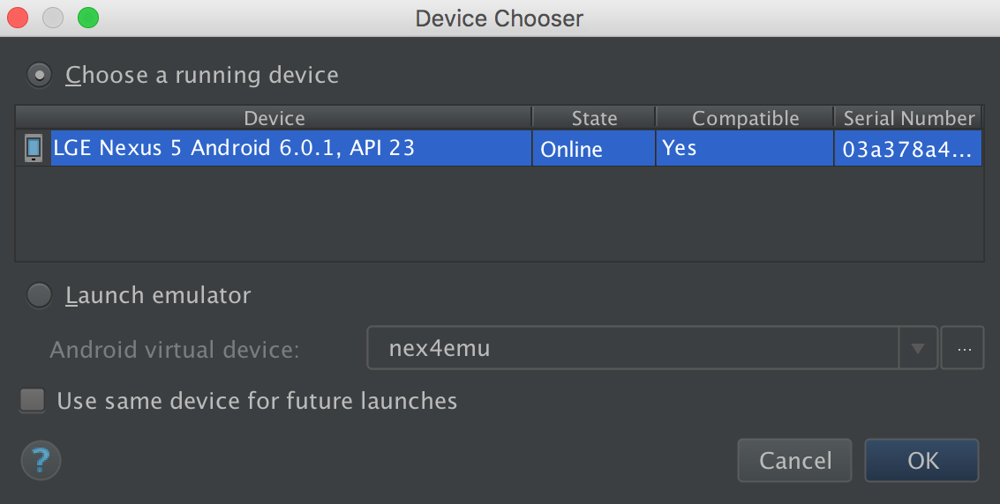 Device Chooser
Choose a running device
Device State Compatible Serial Number
LGE Nexus 5 Android 6.0.1, API 23 Online Yes 03a378a4...
Launch emulator
Android virtual device: nex4emu ...
Use same device for future launches
? Cancel OK